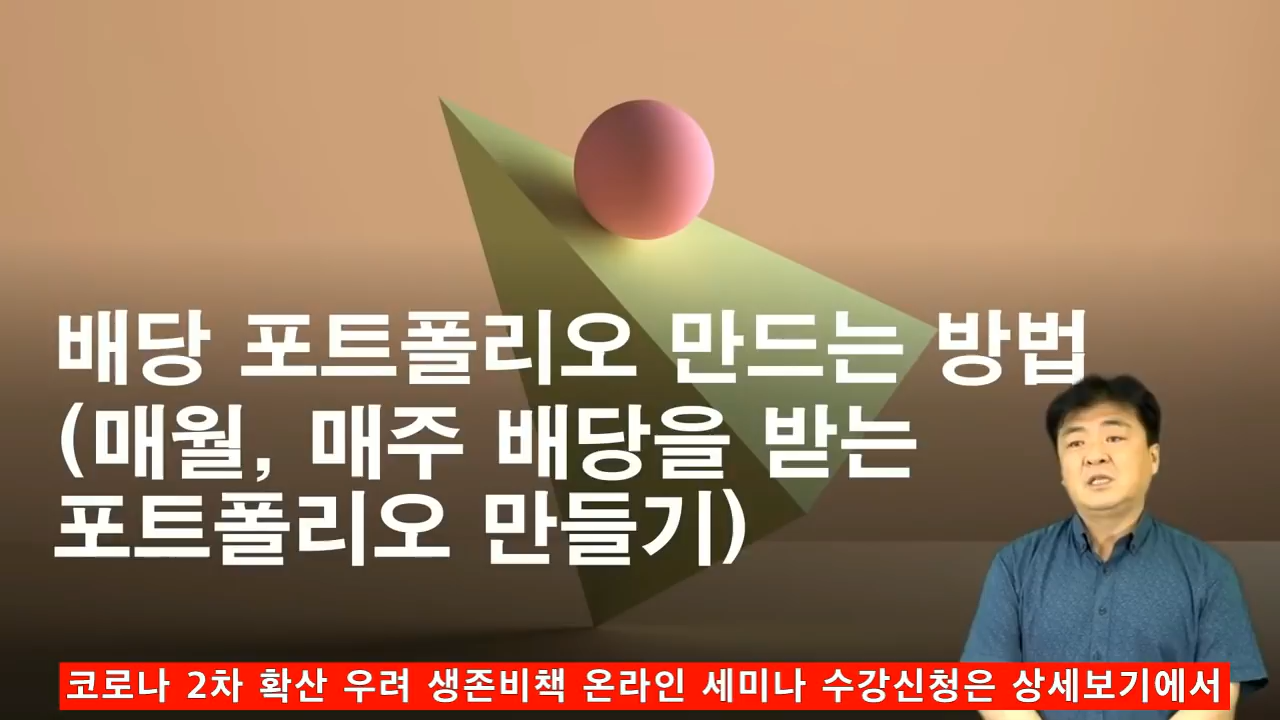 배당 포트폴리오 만드는 방법
(매월, 매주 배당을 받는
포트폴리오 만들기)
코로나 2차 확산 우려 생존비책 온라인 세미나 수강신청은 상세보기에서